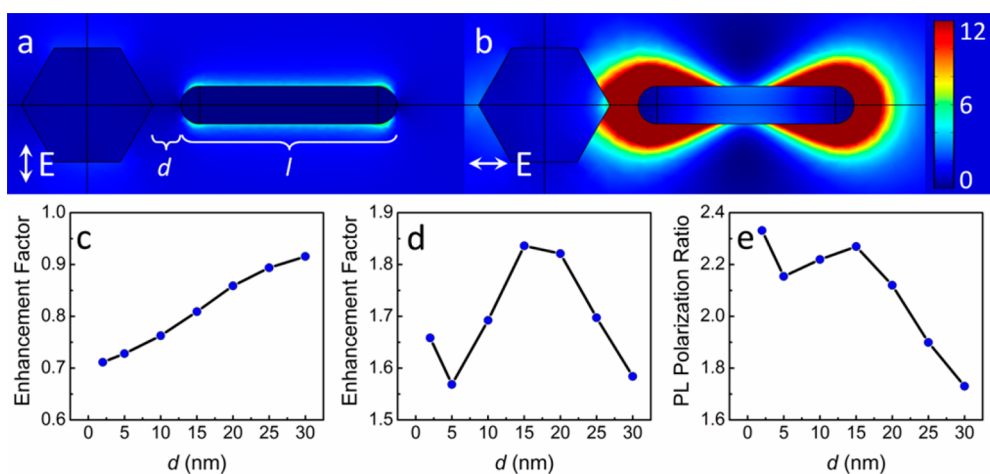 a
d
l
E
b
E
12
6
0
c
Enhancement Factor
1.0
0.9
0.8
0.7
0.6
0 5 10 15 20 25 30
d (nm)
d
Enhancement Factor
1.9
1.8
1.7
1.6
1.5
0 5 10 15 20 25 30
d (nm)
e
PL Polarization Ratio
2.4
2.2
2.0
1.8
1.6
0 5 10 15 20 25 30
d (nm)